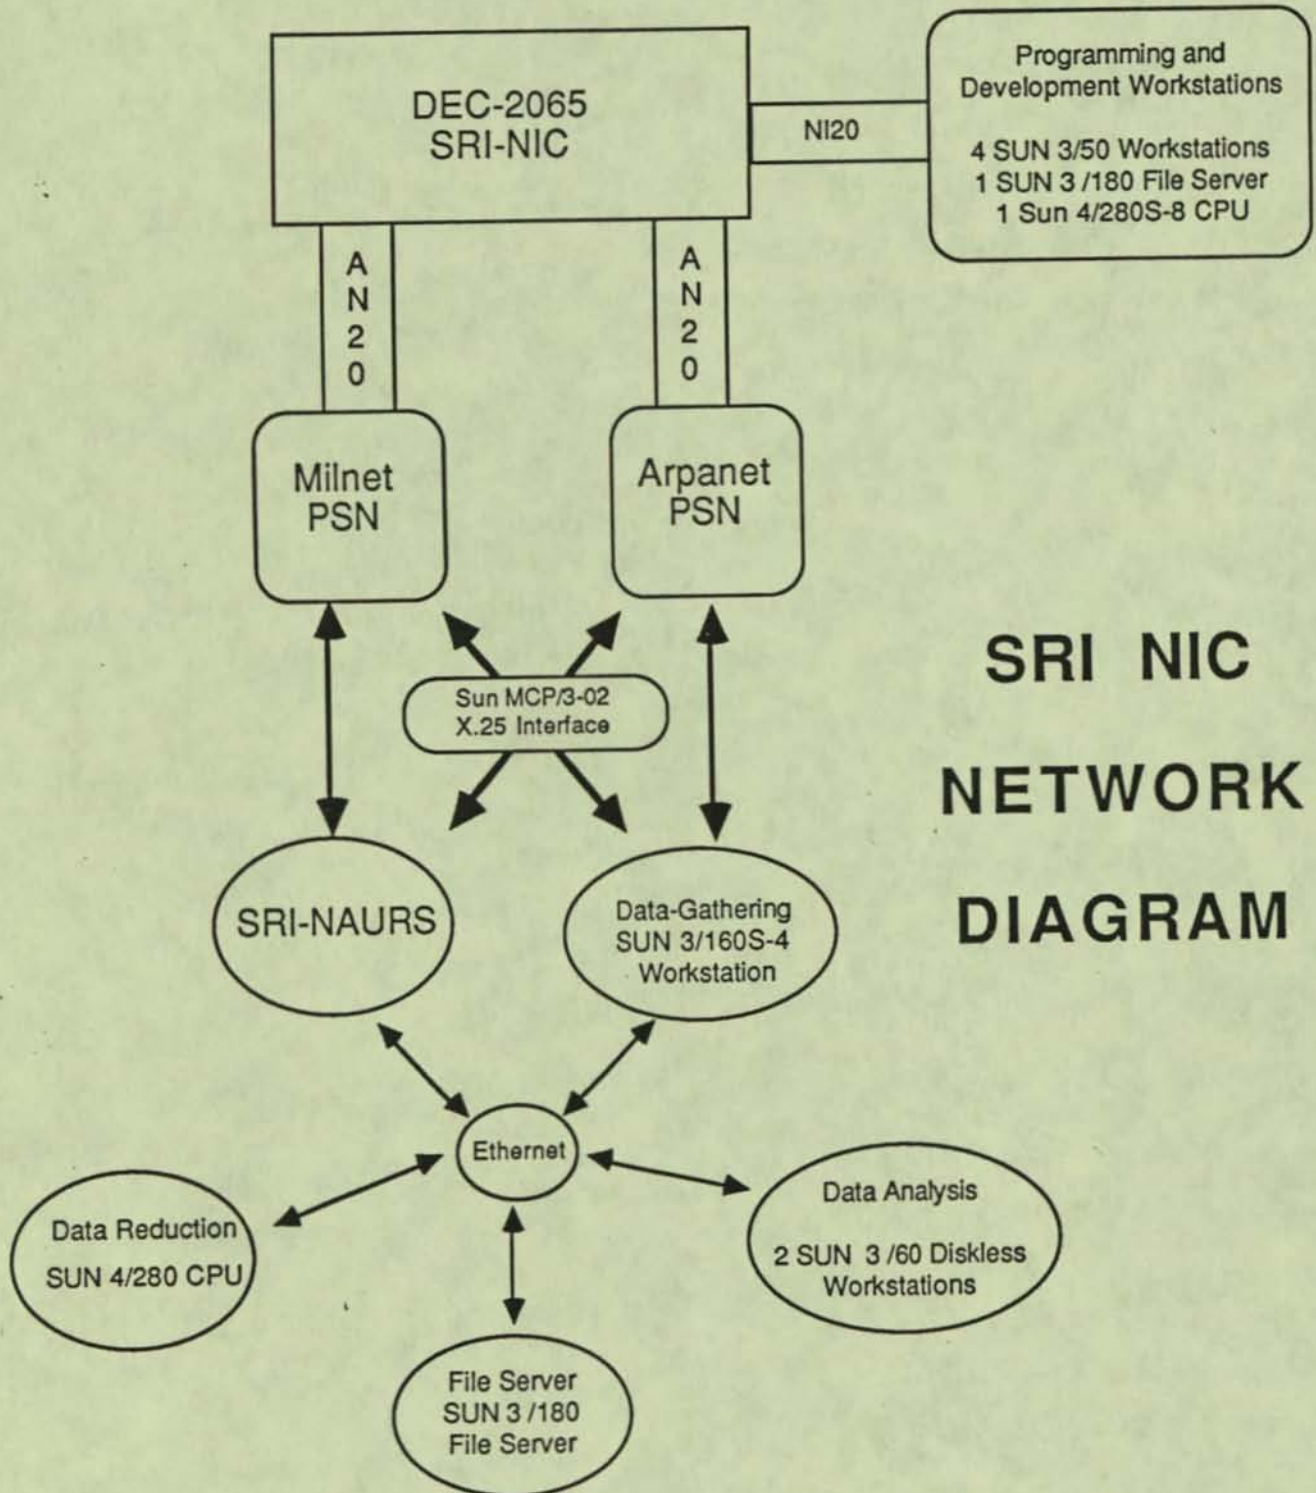 DEC-2065
SRI-NIC
NI20
Programming and
Development Workstations
4 SUN 3/50 Workstations
1 SUN 3 /180 File Server
1 Sun 4/280S-8 CPU
A
N
2
0
A
N
2
0
Milnet
PSN
Arpanet
PSN
Sun MCP/3-02
X.25 Interface
SRI NIC
NETWORK
DIAGRAM
SRI-NAURS
Data-Gathering
SUN 3/160S-4
Workstation
Ethernet
Data Reduction
SUN 4/280 CPU
Data Analysis
2 SUN 3 /60 Diskless
Workstations
File Server
SUN 3 /180
File Server